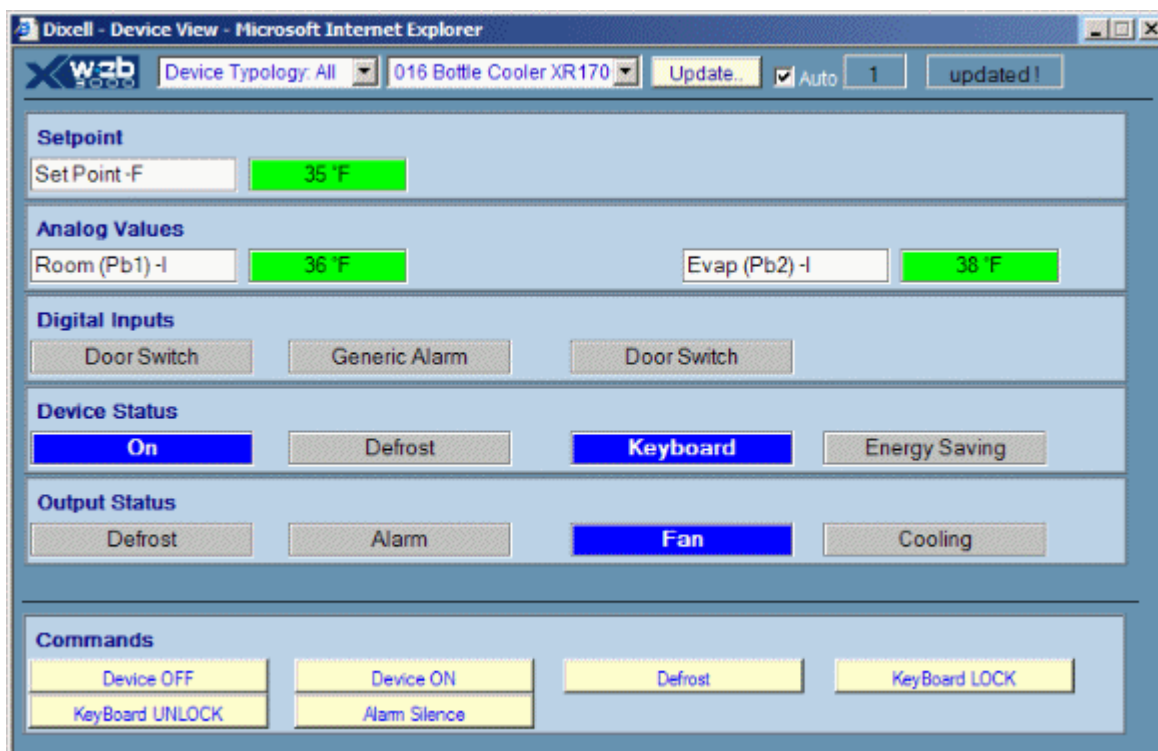 Dixell - Device View - Microsoft Internet Explorer
XWEB 3000 Device Typology: All 016 Bottle Cooler XR170 Update.. Auto 1 updated !
Setpoint
Set Point -F 35 °F
Analog Values
Room (Pb1) -I 36 °F Evap (Pb2) -I 38 °F
Digital Inputs
Door Switch Generic Alarm Door Switch
Device Status
On Defrost Keyboard Energy Saving
Output Status
Defrost Alarm Fan Cooling
Commands
Device OFF Device ON Defrost KeyBoard LOCK
KeyBoard UNLOCK Alarm Silence